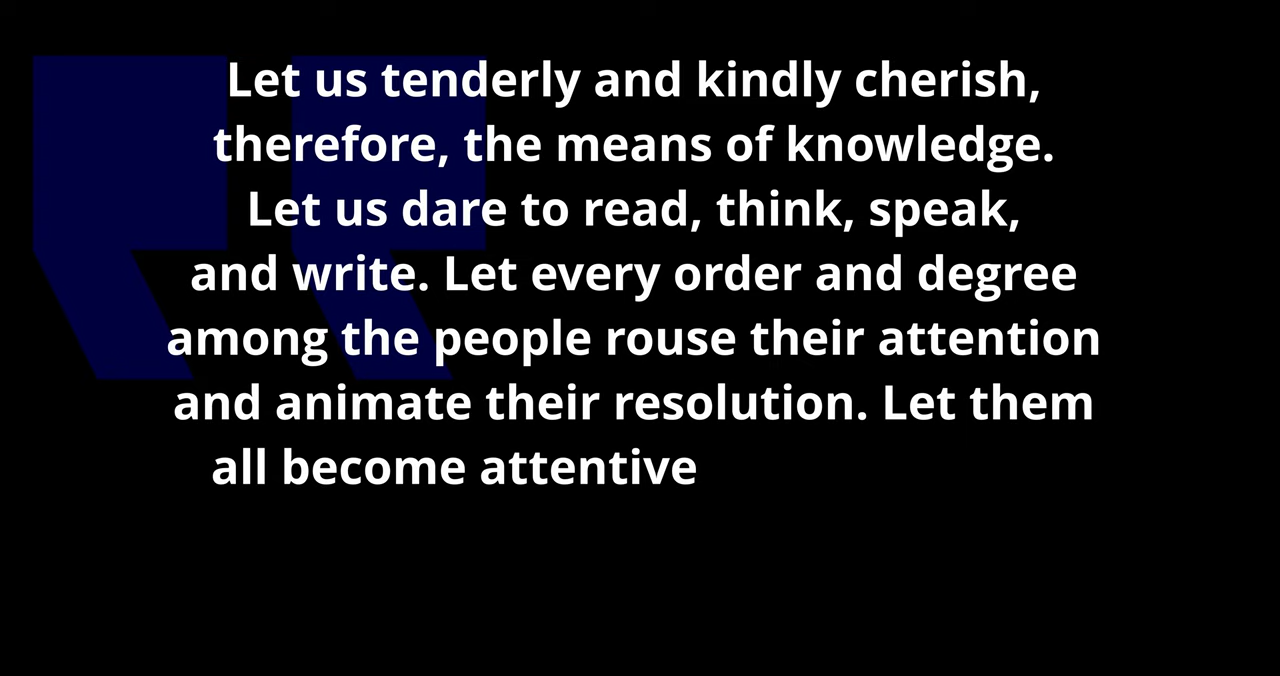 Let us tenderly and kindly cherish,
therefore, the means of knowledge.
Let us dare to read, think, speak,
and write. Let every order and degree
among the people rouse their attention
and animate their resolution. Let them
all become attentive